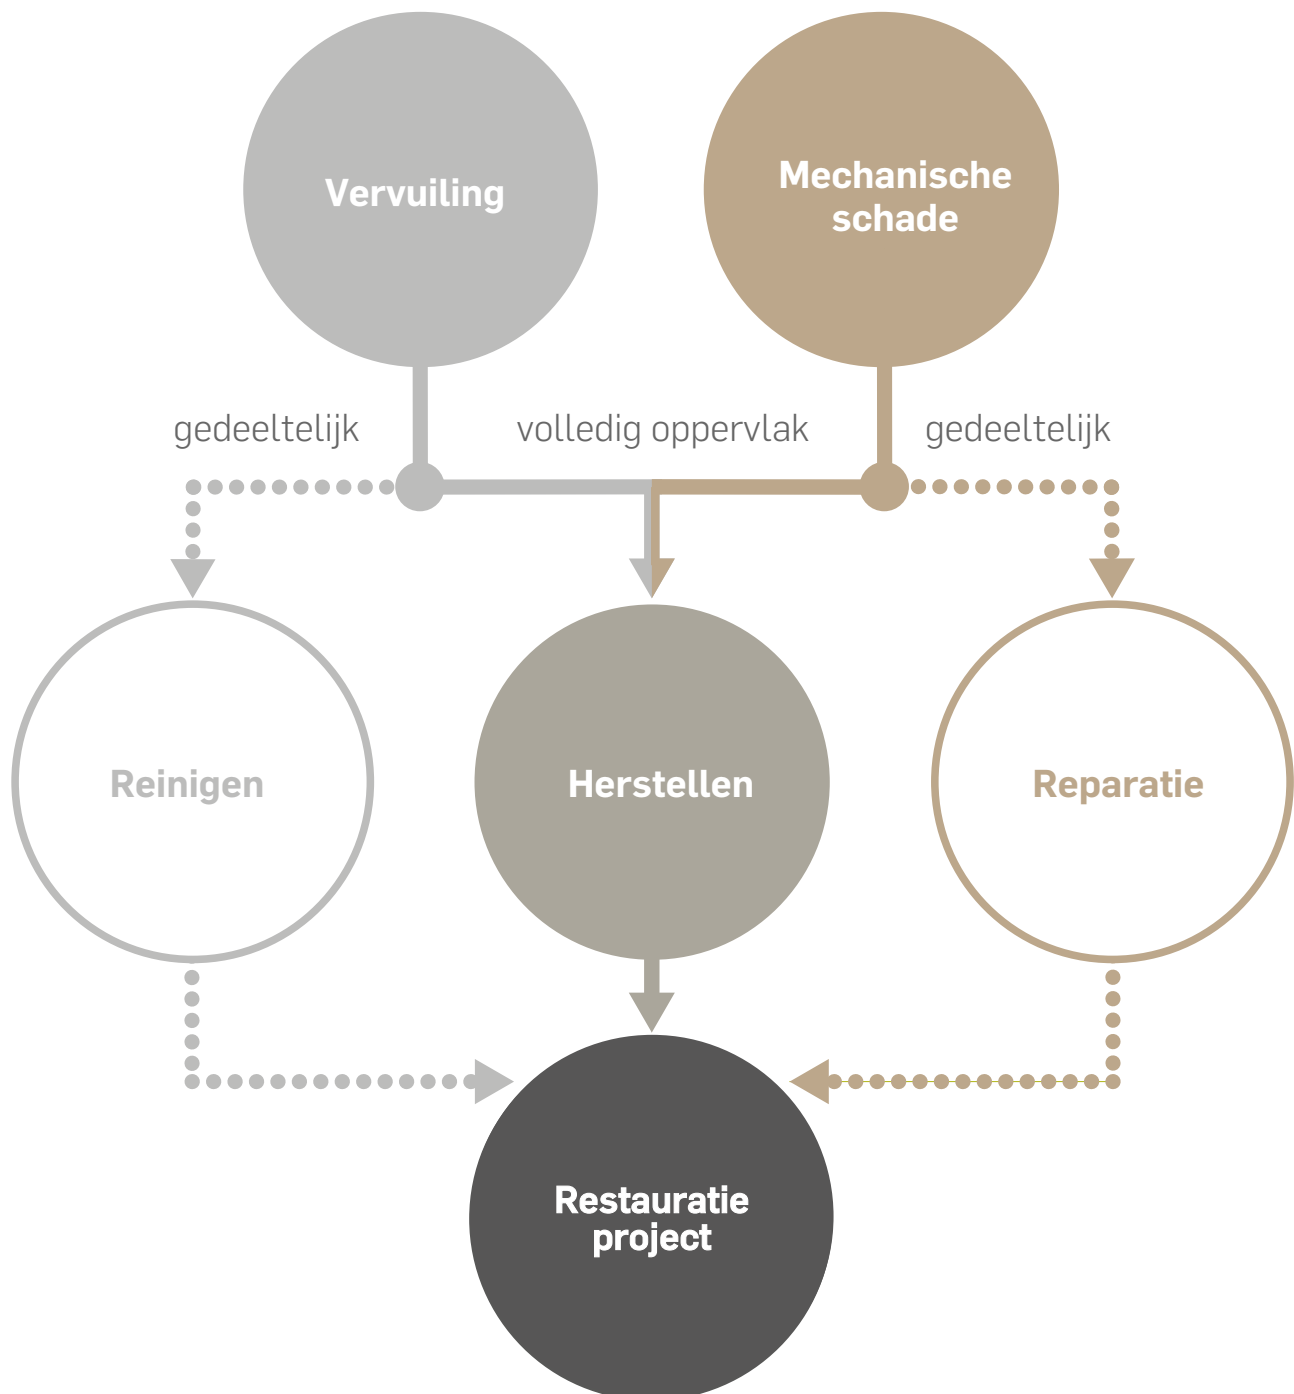 Vervuiling
Mechanische
schade
gedeeltelijk
volledig oppervlak
gedeeltelijk
Reinigen
Herstellen
Reparatie
Restauratie
project